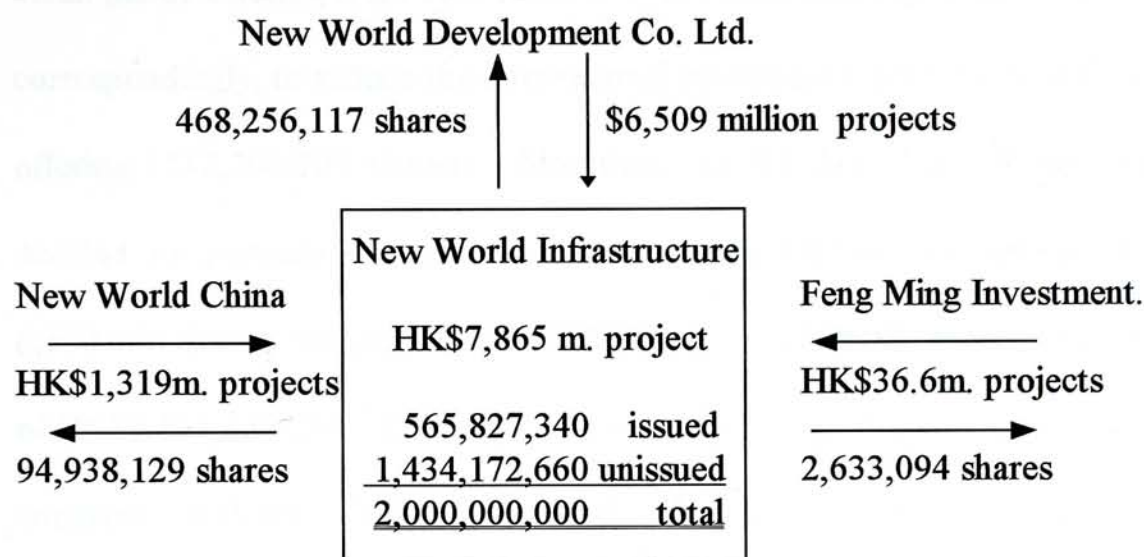 New World Development Co. Ltd.
468,256,117 shares
$6,509 million projects
New World Infrastructure
New World China
Feng Ming Investment.
HK$7,865 m. project
HK$1,319m. projects
HK$36.6m. projects
565,827,340 issued
94,938,129 shares
1,434,172,660 unissued
2,633,094 shares
2,000,000,000 total